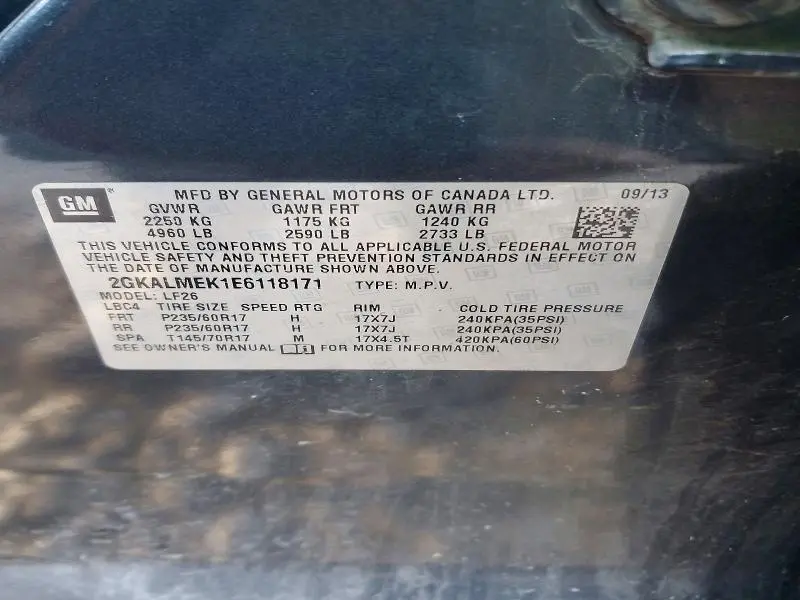 GM MFD BY GENERAL MOTORS OF CANADA LTD. 09/13
GVWR GAWR FRT GAWR RR
2250 KG 1175 KG 1240 KG
4960 LB 2590 LB 2733 LB
THIS VEHICLE CONFORMS TO ALL APPLICABLE U.S. FEDERAL MOTOR
VEHICLE SAFETY AND THEFT PREVENTION STANDARDS IN EFFECT ON
THE DATE OF MANUFACTURE SHOWN ABOVE.
2GKALMEK1E6118171 TYPE: M.P.V.
MODEL: LF26
LBC4 TIRE SIZE SPEED RTG RIM COLD TIRE PRESSURE
FRT P235/60R17 H 17X7J 240KPA(35PSI)
RR P235/60R17 H 17X7J 240KPA(35PSI)
SPA T145/70R17 M 17X4.5T 420KPA(60PSI)
SEE OWNER'S MANUAL FOR MORE INFORMATION.